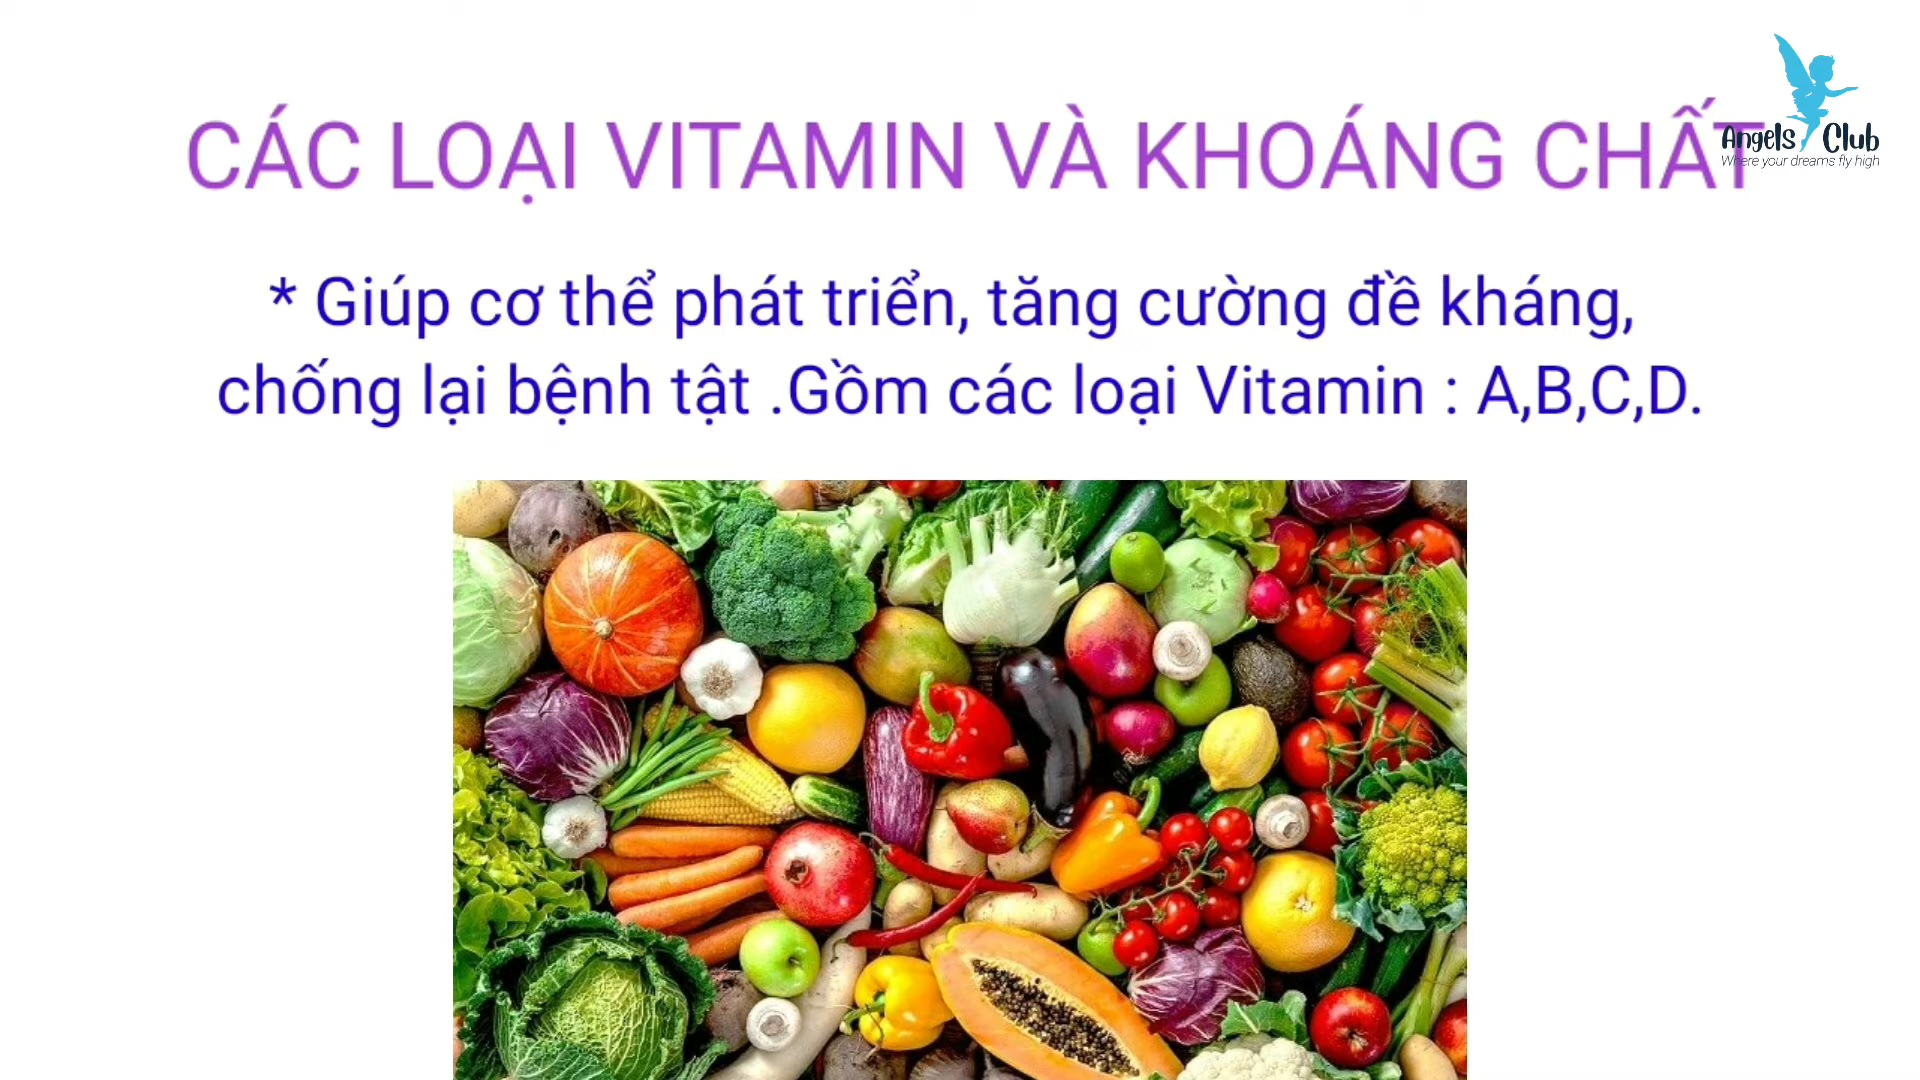 CÁC LOẠI VITAMIN VÀ KHOÁNG CHẤT
Angels Club
Where your dreams fly high
* Giúp cơ thể phát triển, tăng cường đề kháng,
chống lại bệnh tật .Gồm các loại Vitamin : A,B,C,D.